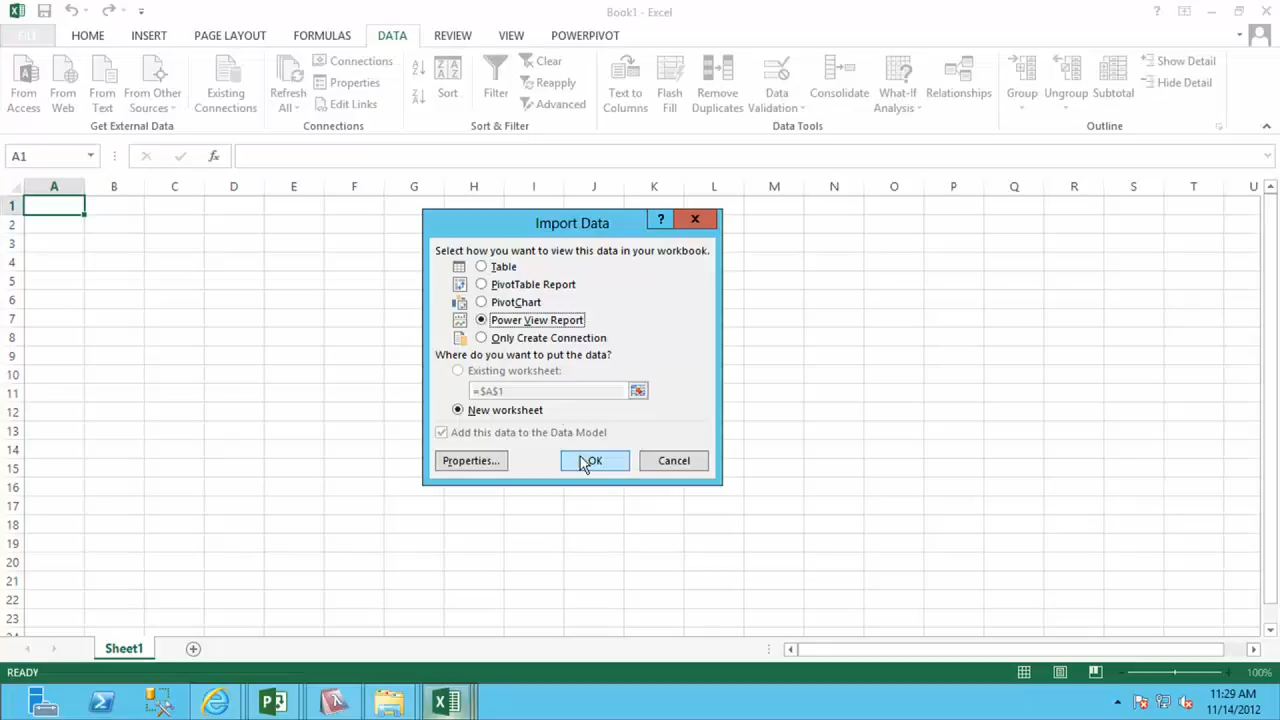 Book1 - Excel
FILE HOME INSERT PAGE LAYOUT FORMULAS DATA REVIEW VIEW POWERPIVOT
From Access
From Web
From Text
From Other Sources
Existing Connections
Get External Data
Refresh All
Connections
Properties
Edit Links
Connections
Sort
Filter
Clear
Reapply
Advanced
Sort & Filter
Text to Columns
Flash Fill
Remove Duplicates
Data Validation
Consolidate
What-If Analysis
Relationships
Data Tools
Group
Ungroup
Subtotal
Show Detail
Hide Detail
Outline
A1 fx
A B C D E F G H I J K L M N O P Q R S T U
1
2
3
4
5
6
7
8
9
10
11
12
13
14
15
16
17
18
19
20
21
22
23
Import Data ? X
Select how you want to view this data in your workbook.
Table
PivotTable Report
PivotChart
Power View Report
Only Create Connection
Where do you want to put the data?
Existing worksheet:
=$A$1
New worksheet
Add this data to the Data Model
Properties... OK Cancel
Sheet1
READY 100%
11:29 AM
11/14/2012